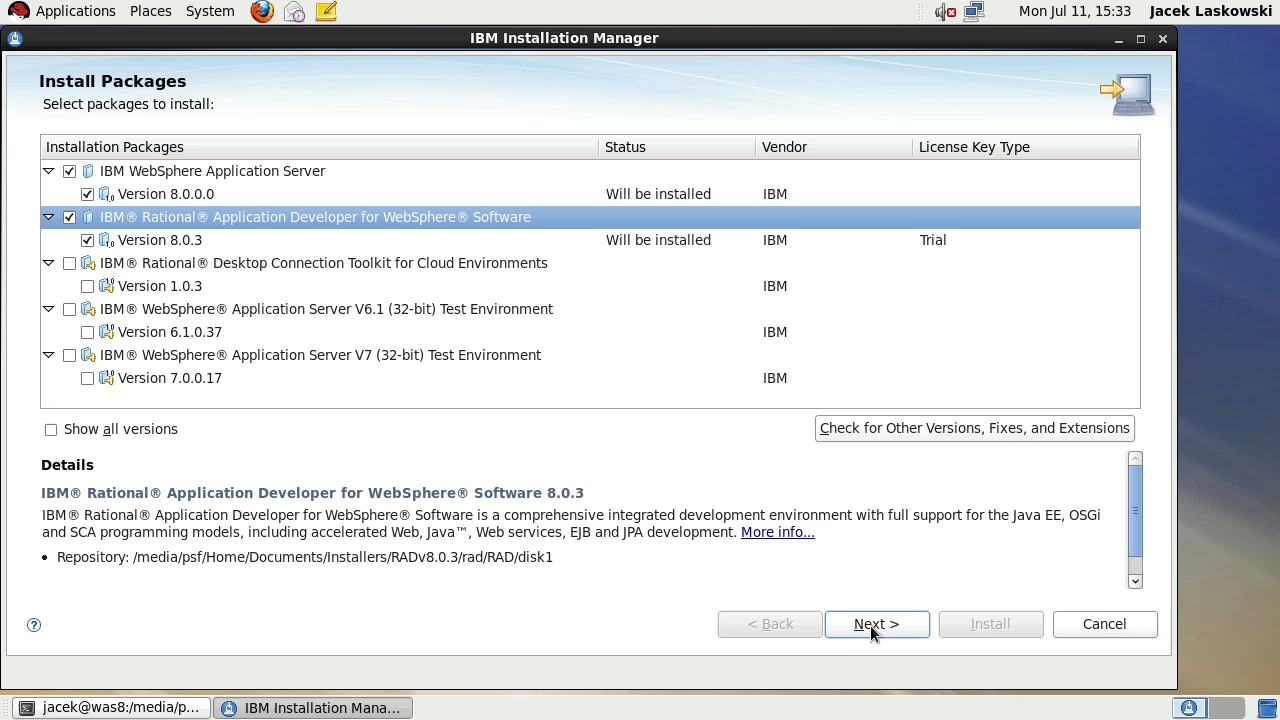 Applications Places System Mon Jul 11, 15:33 Jacek Laskowski
IBM Installation Manager
Install Packages
Select packages to install:
Installation Packages Status Vendor License Key Type
IBM WebSphere Application Server
Version 8.0.0.0 Will be installed IBM
IBM® Rational® Application Developer for WebSphere® Software
Version 8.0.3 Will be installed IBM Trial
IBM® Rational® Desktop Connection Toolkit for Cloud Environments
Version 1.0.3 IBM
IBM® WebSphere® Application Server V6.1 (32-bit) Test Environment
Version 6.1.0.37 IBM
IBM® WebSphere® Application Server V7 (32-bit) Test Environment
Version 7.0.0.17 IBM
Show all versions Check for Other Versions, Fixes, and Extensions
Details
IBM® Rational® Application Developer for WebSphere® Software 8.0.3
IBM® Rational® Application Developer for WebSphere® Software is a comprehensive integrated development environment with full support for the Java EE, OSGi
and SCA programming models, including accelerated Web, Java™, Web services, EJB and JPA development. More info...
• Repository: /media/psf/Home/Documents/Installers/RADv8.0.3/rad/RAD/disk1
< Back Next > Install Cancel
jacek@was8:/media/p... IBM Installation Mana...